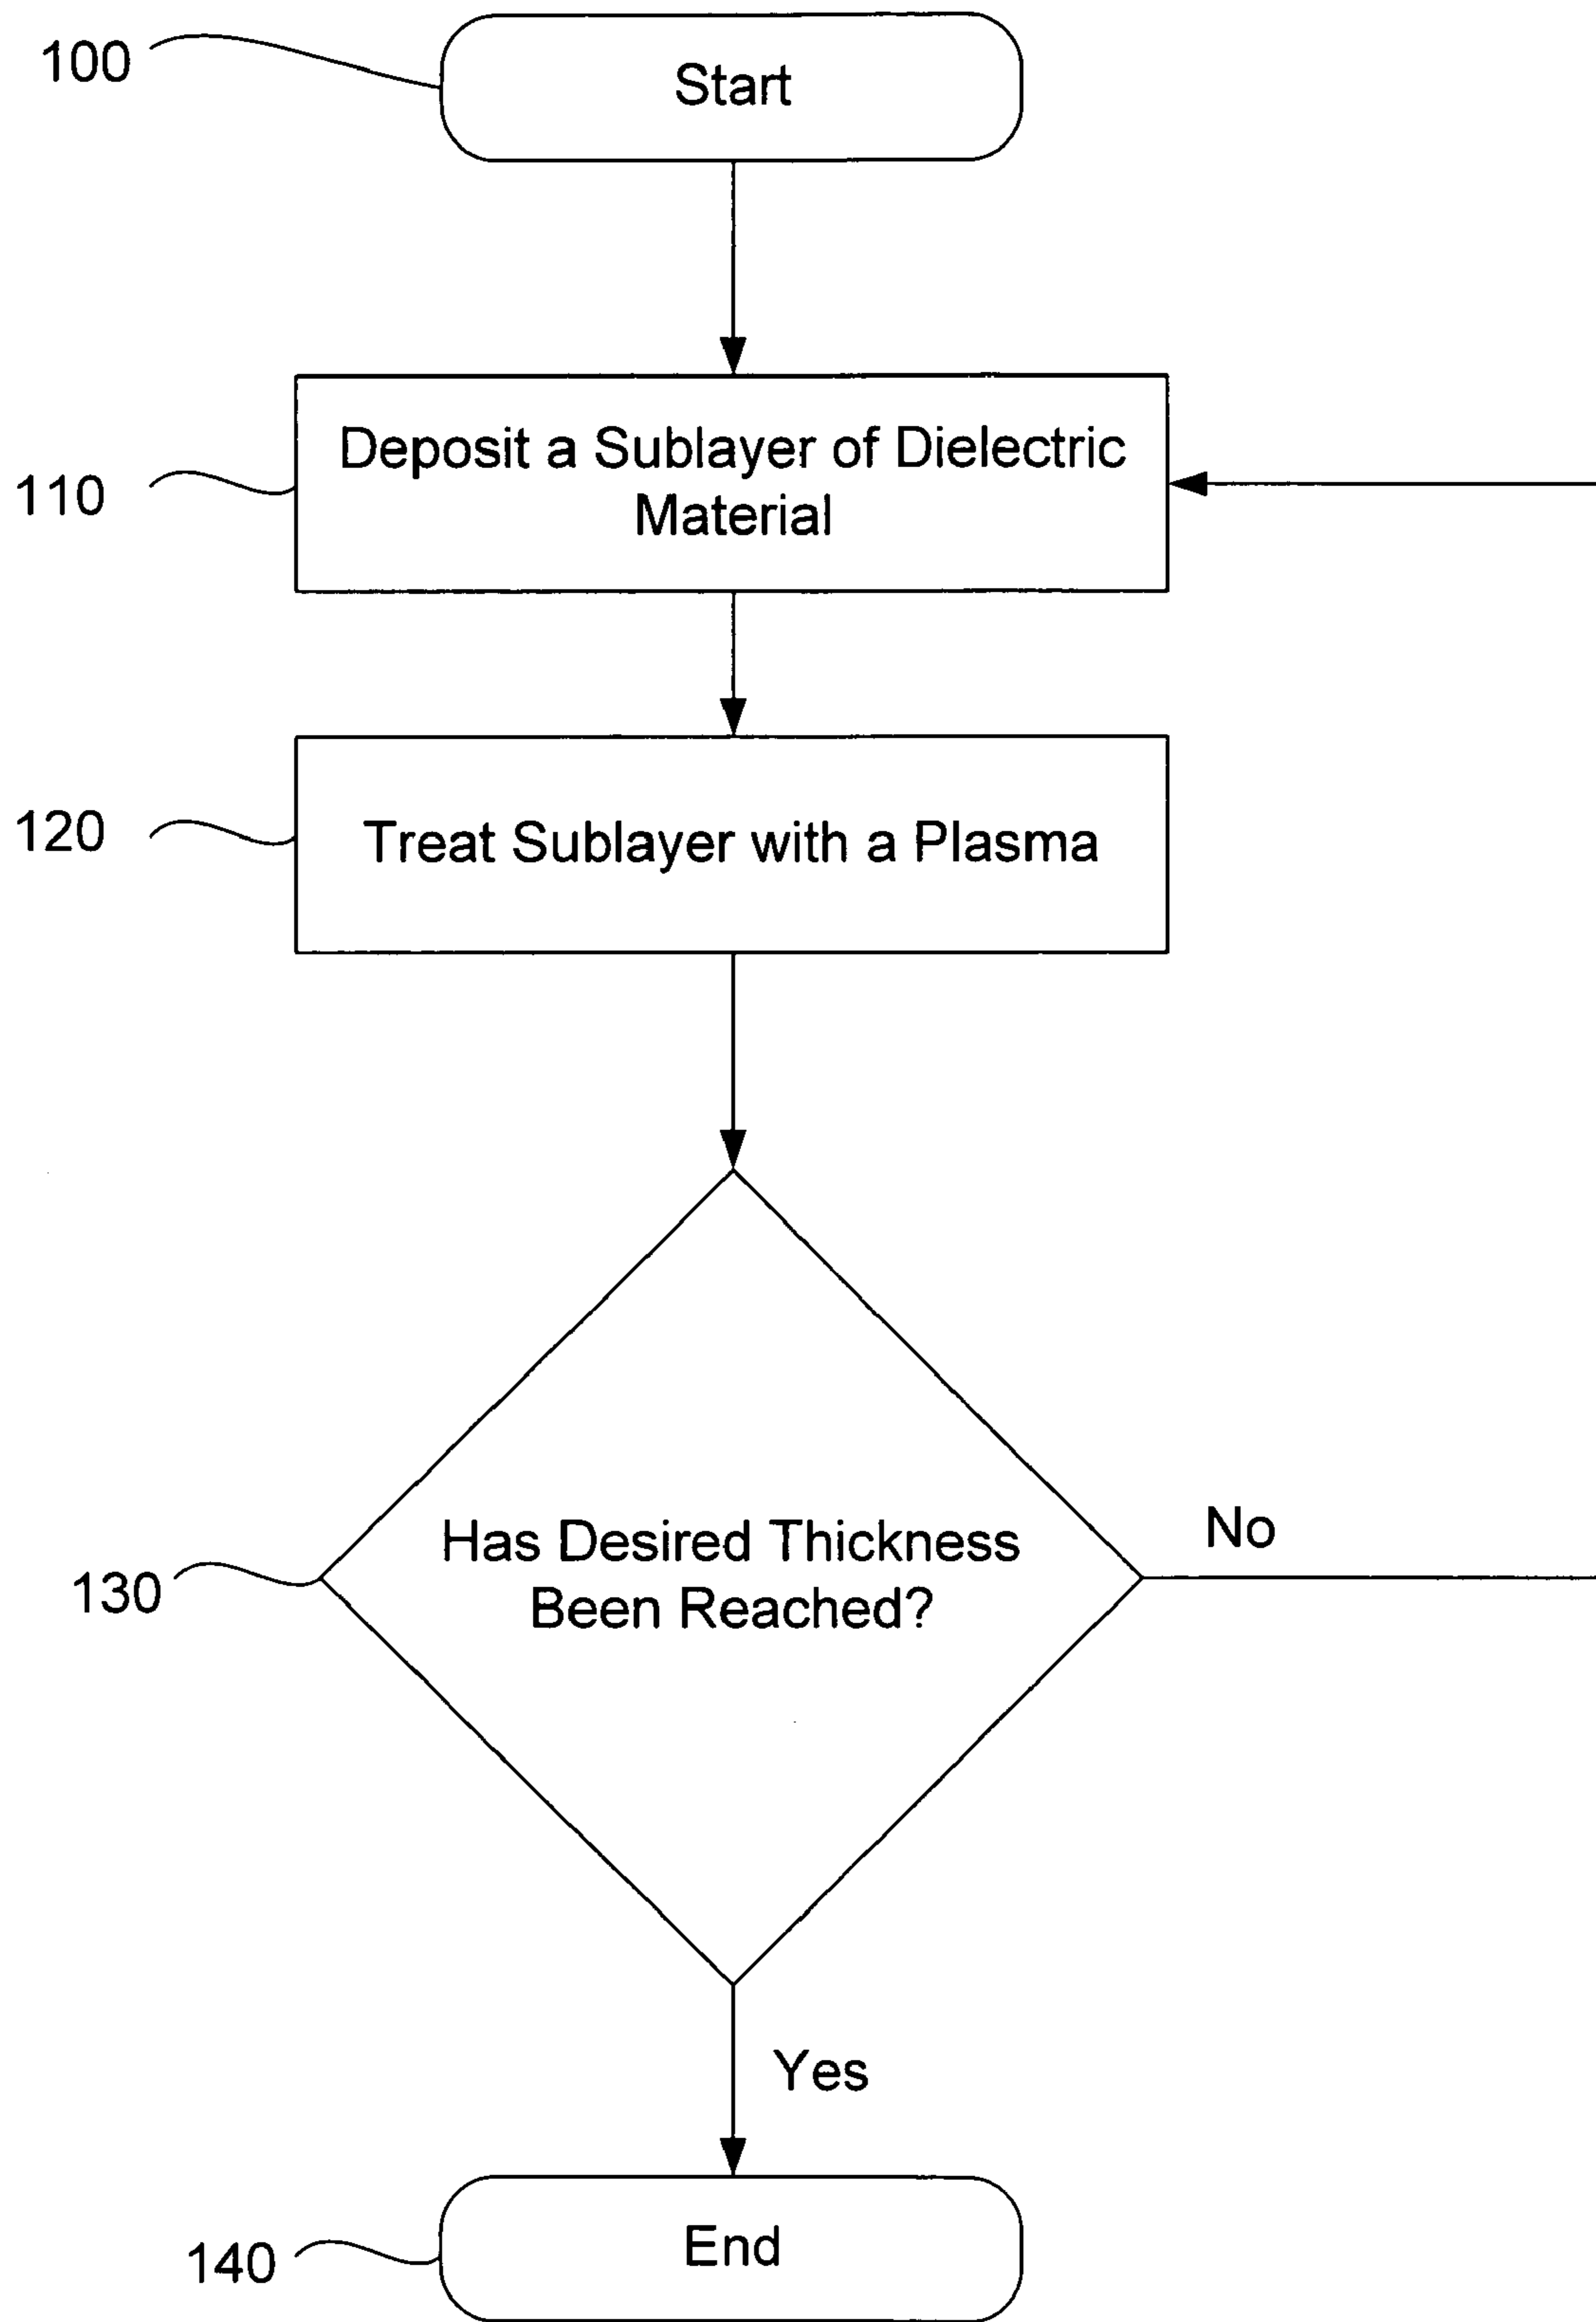 100
Start
Deposit a Sublayer of Dielectric
Material
110
120
Treat Sublayer with a Plasma
No
Has Desired Thickness
Been Reached?
130
Yes
End
140